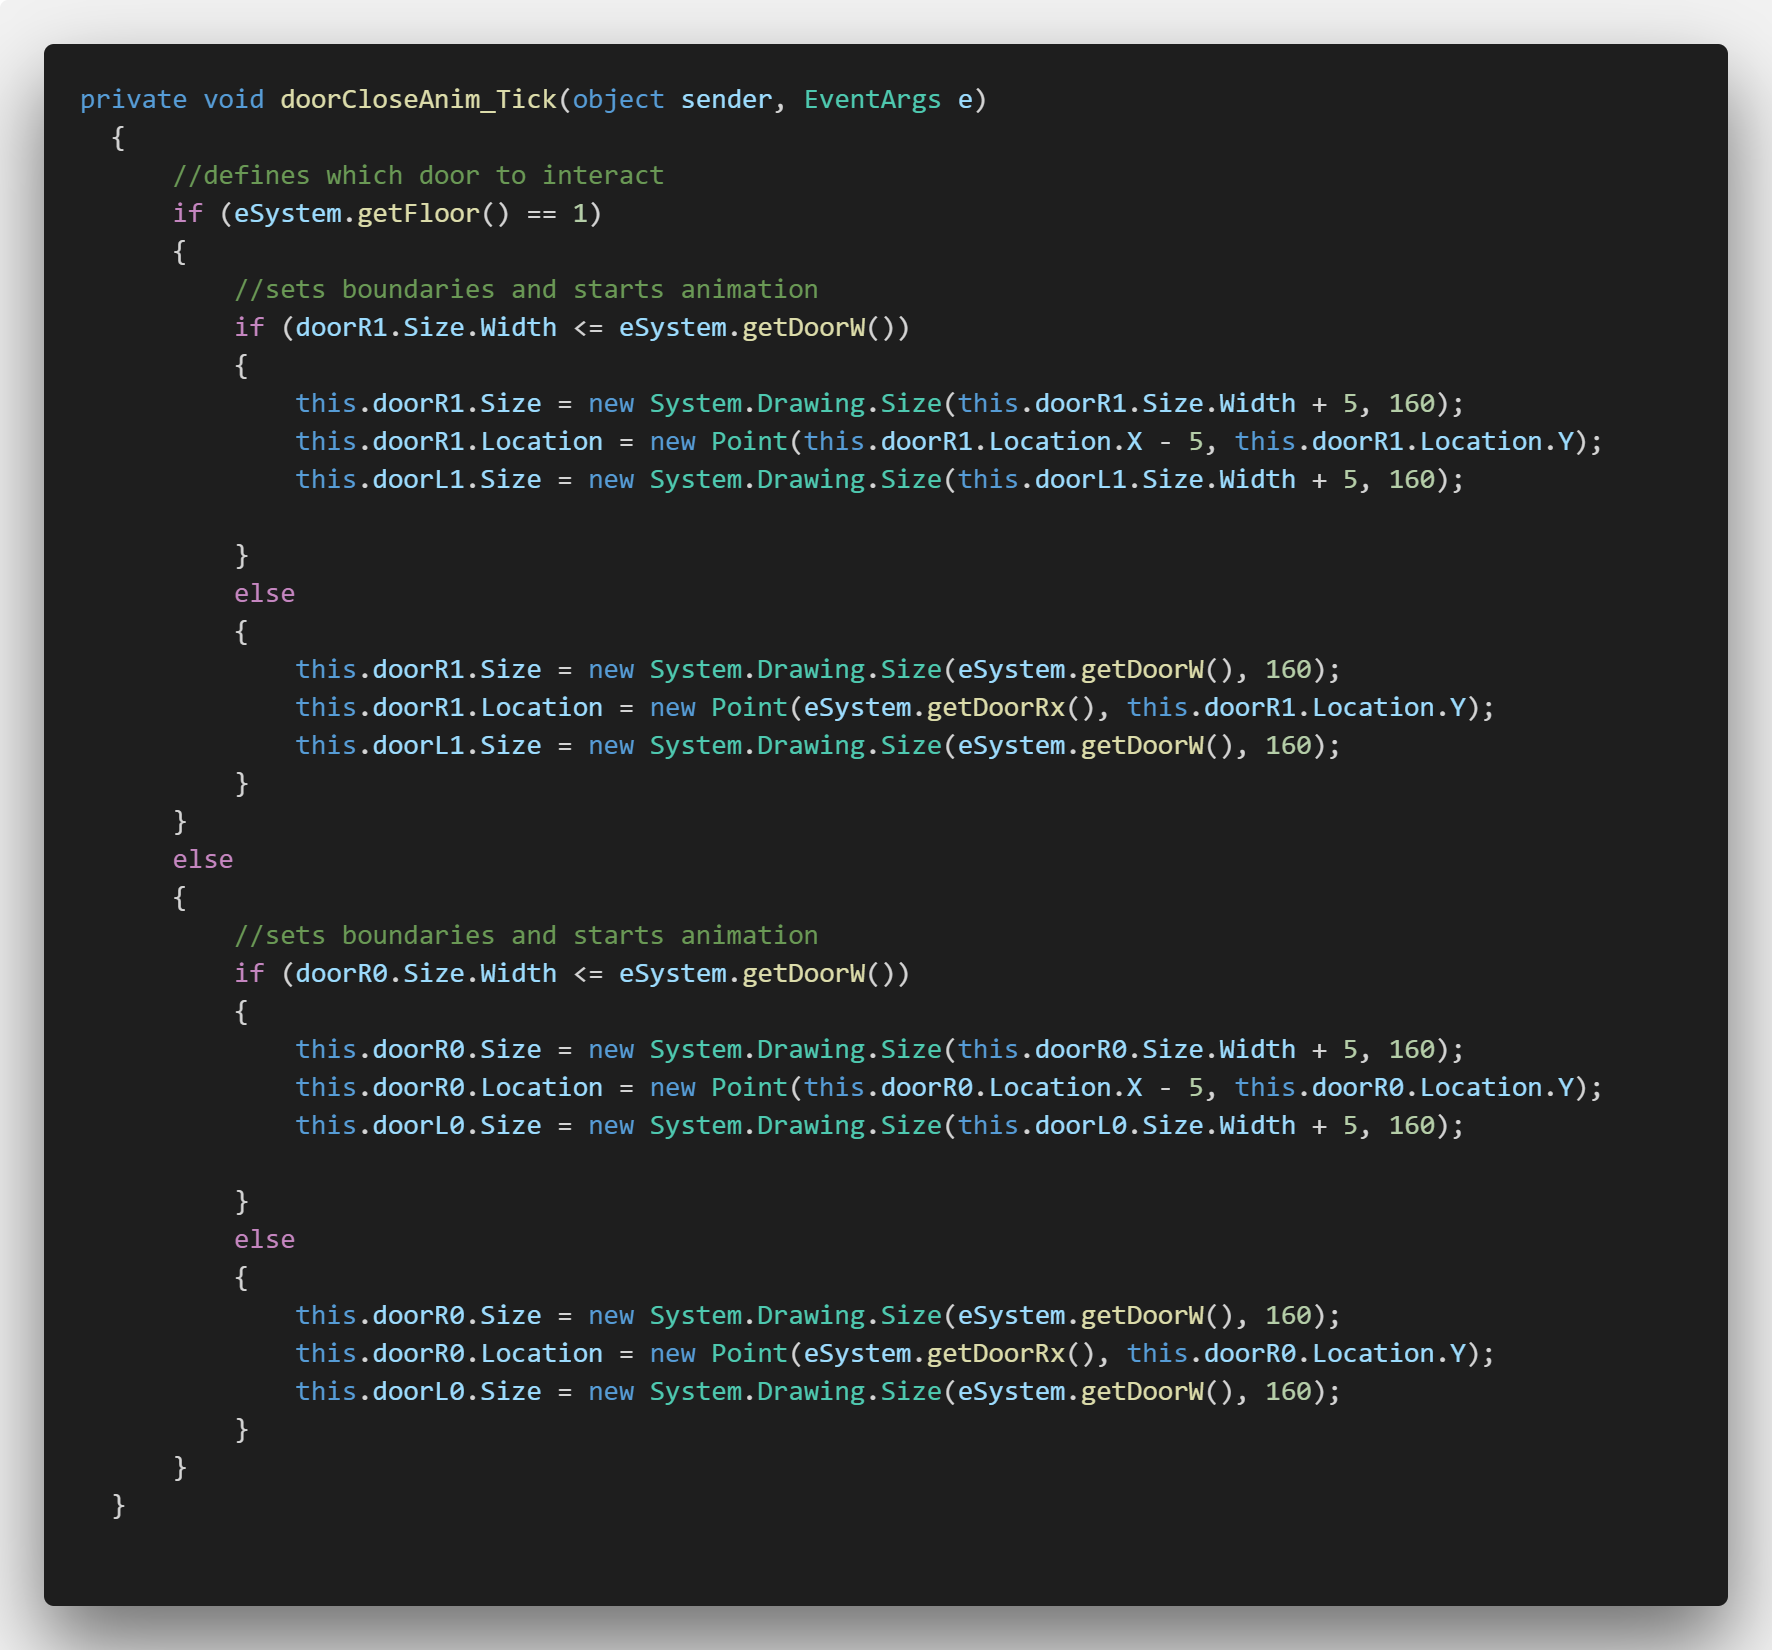 private void doorCloseAnim_Tick(object sender, EventArgs e)
{
//defines which door to interact
if (eSystem.getFloor() == 1)
{
//sets boundaries and starts animation
if (doorR1.Size.Width <= eSystem.getDoorW())
{
this.doorR1.Size = new System.Drawing.Size(this.doorR1.Size.Width + 5, 160);
this.doorR1.Location = new Point(this.doorR1.Location.X - 5, this.doorR1.Location.Y);
this.doorL1.Size = new System.Drawing.Size(this.doorL1.Size.Width + 5, 160);
}
else
{
this.doorR1.Size = new System.Drawing.Size(eSystem.getDoorW(), 160);
this.doorR1.Location = new Point(eSystem.getDoorRx(), this.doorR1.Location.Y);
this.doorL1.Size = new System.Drawing.Size(eSystem.getDoorW(), 160);
}
}
else
{
//sets boundaries and starts animation
if (doorR0.Size.Width <= eSystem.getDoorW())
{
this.doorR0.Size = new System.Drawing.Size(this.doorR0.Size.Width + 5, 160);
this.doorR0.Location = new Point(this.doorR0.Location.X - 5, this.doorR0.Location.Y);
this.doorL0.Size = new System.Drawing.Size(this.doorL0.Size.Width + 5, 160);
}
else
{
this.doorR0.Size = new System.Drawing.Size(eSystem.getDoorW(), 160);
this.doorR0.Location = new Point(eSystem.getDoorRx(), this.doorR0.Location.Y);
this.doorL0.Size = new System.Drawing.Size(eSystem.getDoorW(), 160);
}
}
}